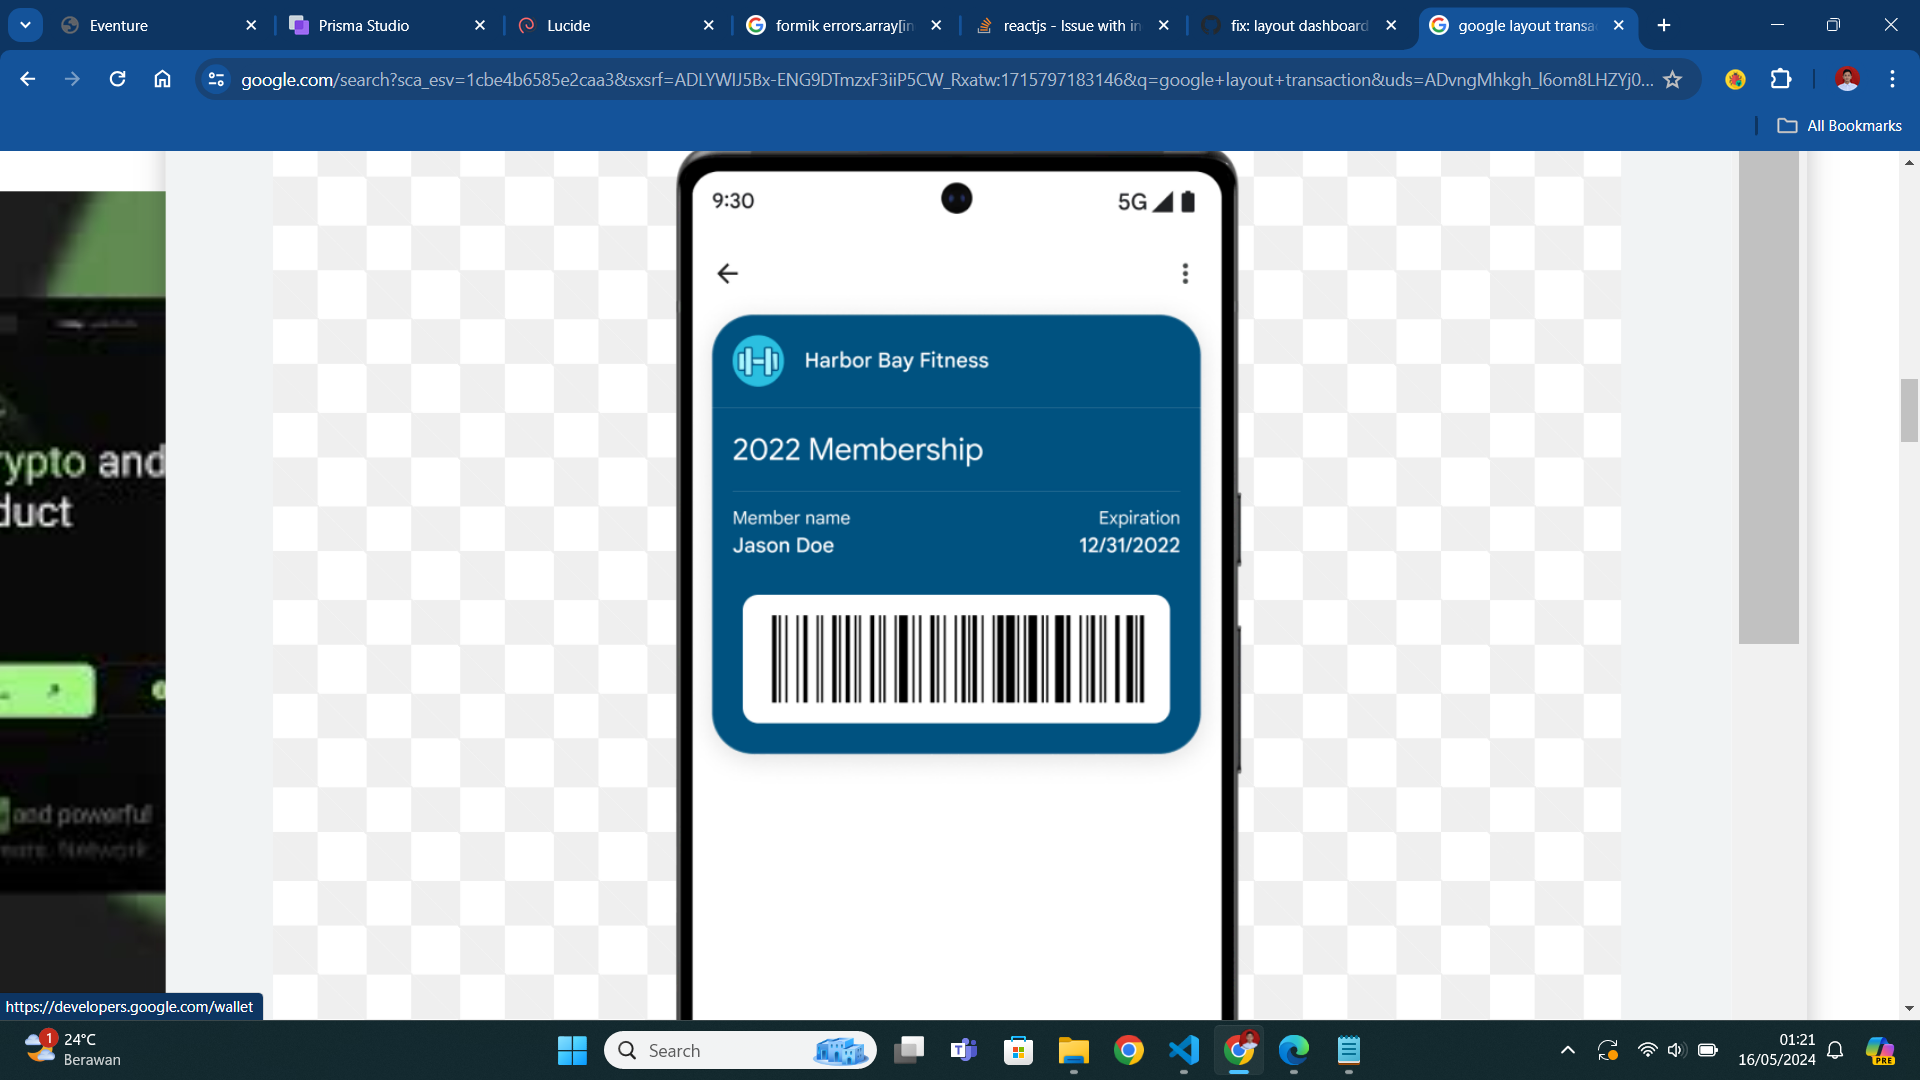 Eventure
Prisma Studio
Lucide
formik errors.array[in
reactjs - Issue with in
fix: layout dashboard
google layout transa
google.com/search?sca_esv=1cbe4b6585e2caa3&sxsrf=ADLYWIJ5Bx-ENG9DTmzxF3iiP5CW_Rxatw:1715797183146&q=google+layout+transaction&uds=ADvngMhkgh_l6om8LHZYj0...
All Bookmarks
9:30
5G
Harbor Bay Fitness
2022 Membership
Member name
Expiration
Jason Doe
12/31/2022
rypto and
duct
and powerful
Network
https://developers.google.com/wallet
1
24°C
Berawan
Search
01:21
16/05/2024
PRE